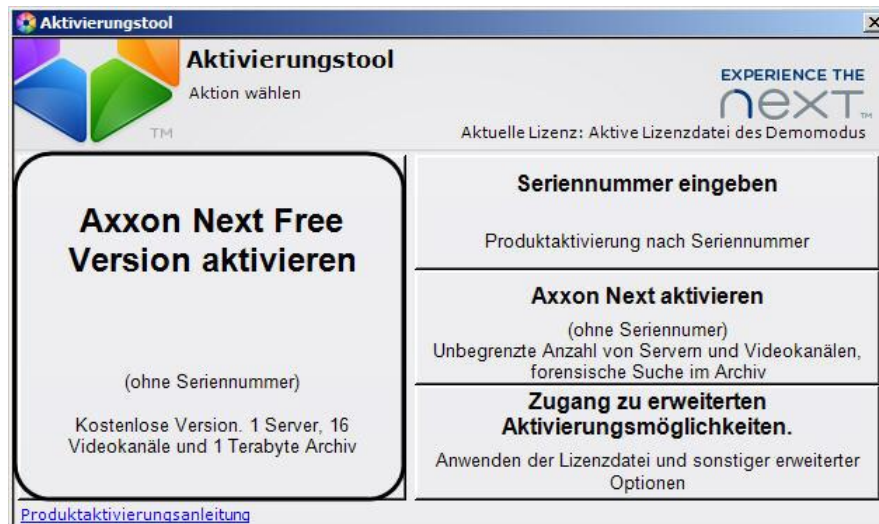 Aktivierungstool
Aktivierungstool
Aktion wählen
TM
EXPERIENCE THE
next
TM
Aktuelle Lizenz: Aktive Lizenzdatei des Demomodus
Axxon Next Free
Version aktivieren
(ohne Seriennummer)
Kostenlose Version. 1 Server, 16
Videokanäle und 1 Terabyte Archiv
Seriennummer eingeben
Produktaktivierung nach Seriennummer
Axxon Next aktivieren
(ohne Seriennumer)
Unbegrenzte Anzahl von Servern und Videokanälen,
forensische Suche im Archiv
Zugang zu erweiterten
Aktivierungsmöglichkeiten.
Anwenden der Lizenzdatei und sonstiger erweiterter
Optionen
Produktaktivierungsanleitung